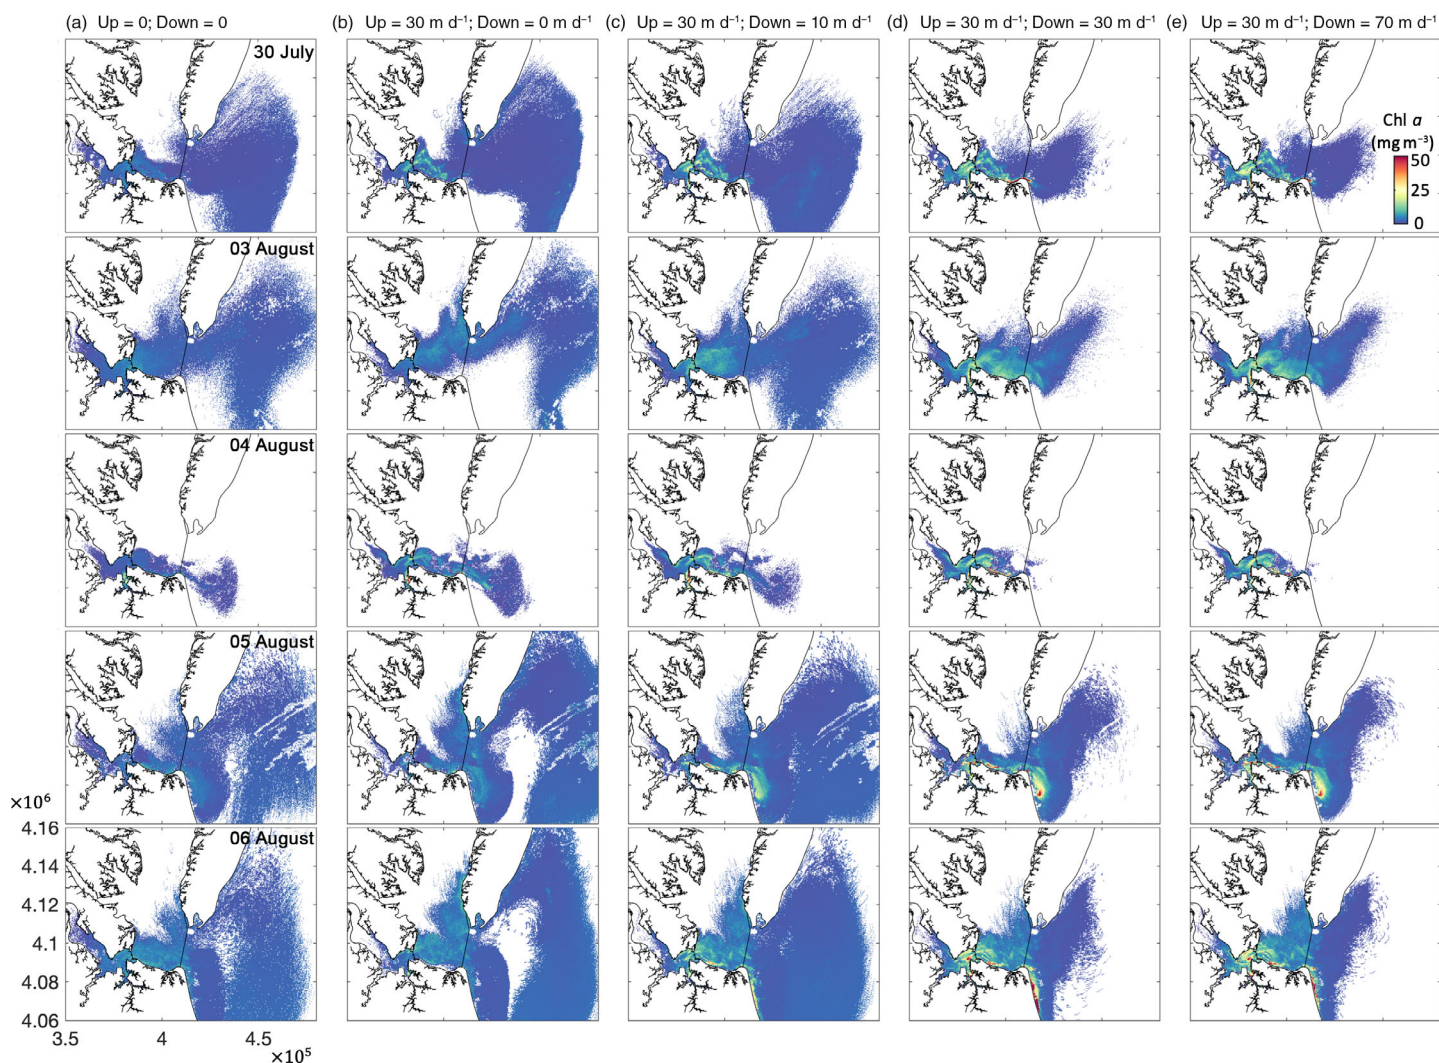 (a) Up = 0; Down = 0
(b) Up = 30 m d⁻¹; Down = 0 m d⁻¹
(c) Up = 30 m d⁻¹; Down = 10 m d⁻¹
(d) Up = 30 m d⁻¹; Down = 30 m d⁻¹
(e) Up = 30 m d⁻¹; Down = 70 m d⁻¹
30 July
Chl a
(mg m⁻³)
50
25
0
03 August
04 August
05 August
×10⁶
4.16
06 August
4.14
4.12
4.1
4.08
4.06
3.5 4 4.5
×10⁵